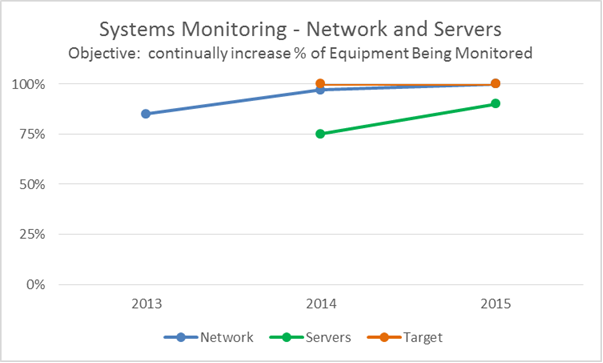 Systems Monitoring - Network and Servers
Objective:  continually increase % of Equipment Being Monitored
100%
75%
50%
25%
0%
2013 2014 2015
Network Servers Target